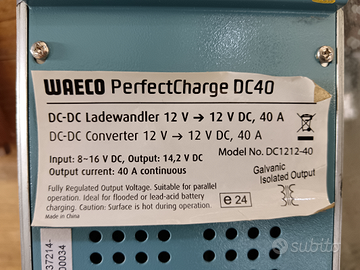 WAECO PerfectCharge DC40
DC-DC Ladewandler 12 V → 12 V DC, 40 A
DC-DC Converter 12 V → 12 V DC, 40 A
Input: 8–16 V DC, Output: 14,2 V DC
Output current: 40 A continuous
Model No. DC1212-40
Galvanic
Isolated Output
Fully Regulated Output Voltage. Suitable for parallel
operation. Ideal for flooded or lead-acid battery
charging. Caution: Surface is hot during operation.
Made in China
e 24
37214-
00034
subito